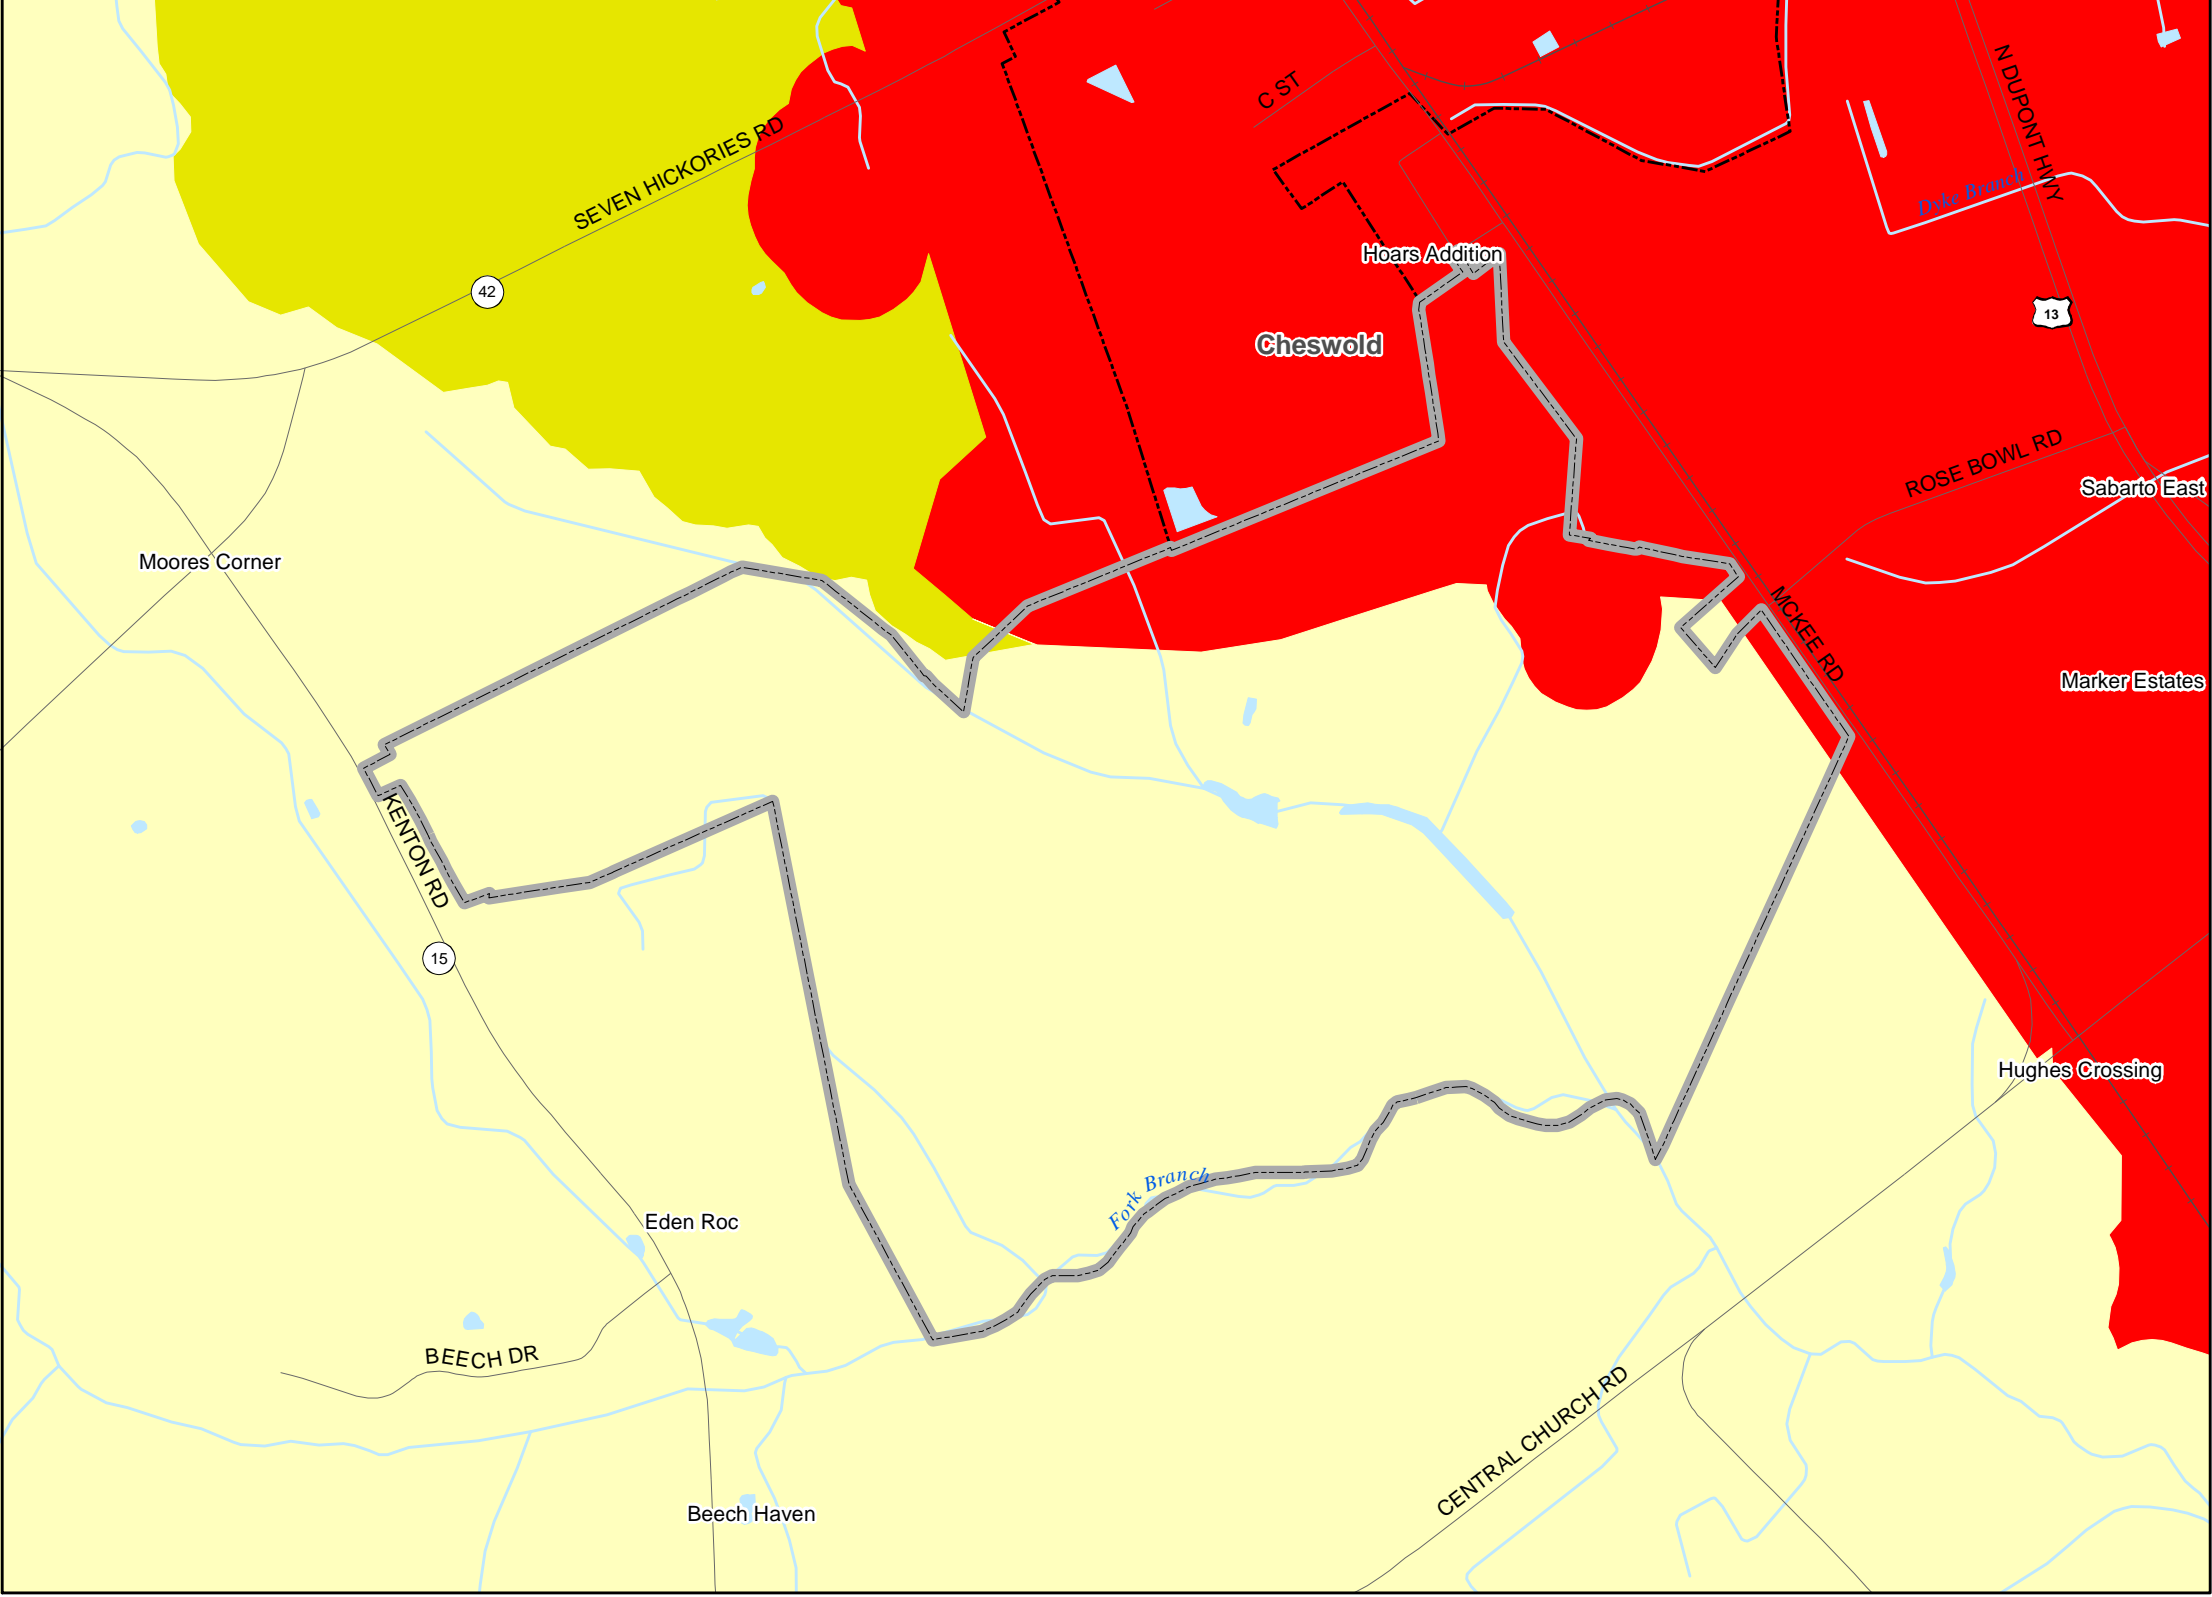 N DUPONT HWY
C ST
SEVEN HICKORIES RD
Dyke Branch
Hoars Addition
42
13
Cheswold
ROSE BOWL RD
Sabarto East
Moores Corner
MCKEE RD
Marker Estates
KENTON RD
15
Hughes Crossing
Fork Branch
Eden Roc
BEECH DR
CENTRAL CHURCH RD
Beech Haven